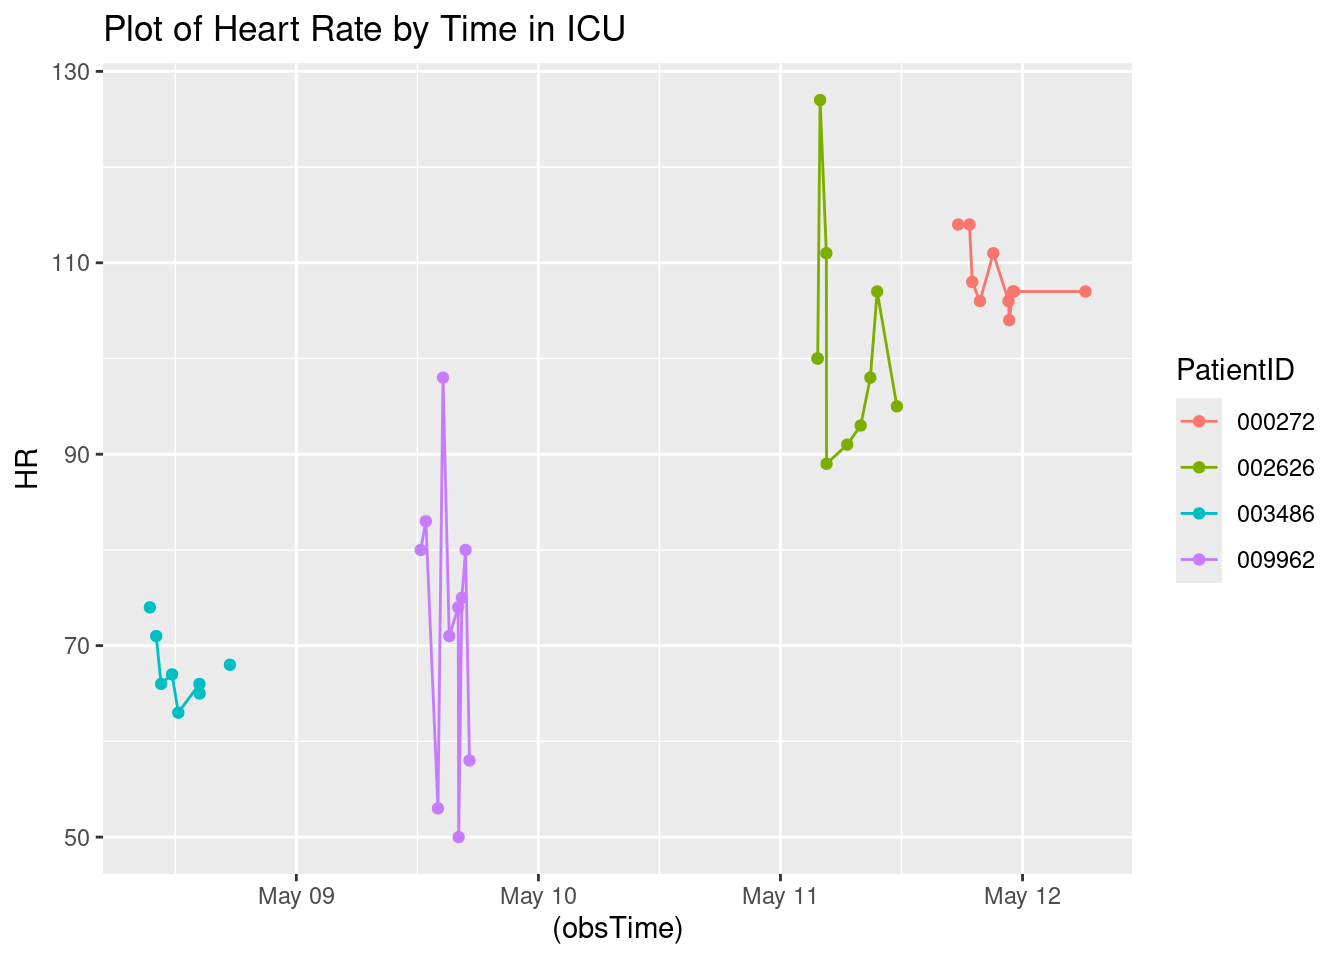 Plot of Heart Rate by Time in ICU
130
110
90
70
50
HR
May 09
May 10
May 11
May 12
(obsTime)
PatientID
000272
002626
003486
009962